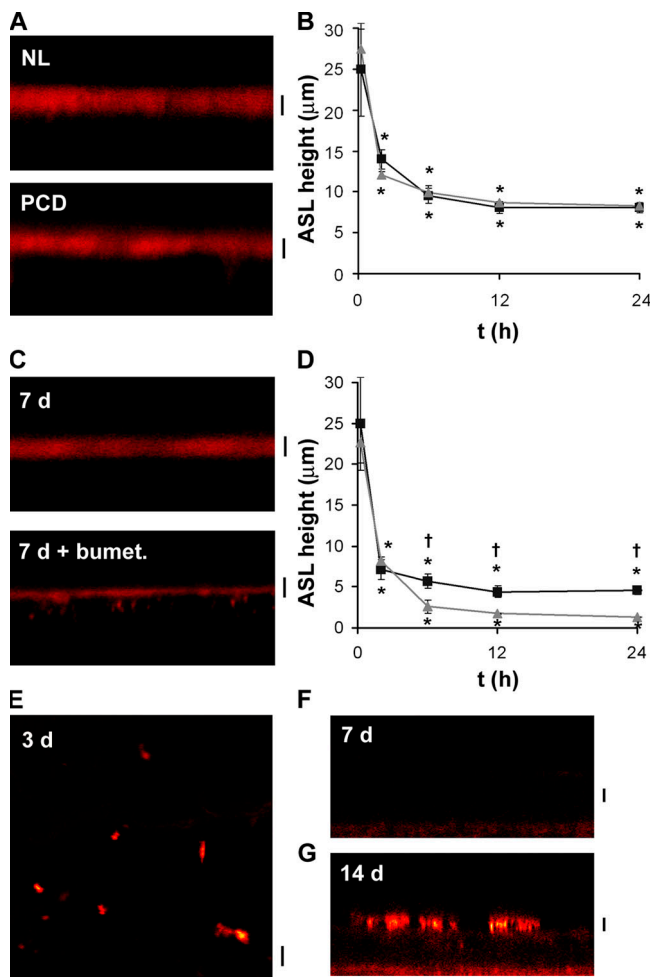 A
NL
PCD
B
ASL height (µm)
30
25
20
15
10
5
0
* * * *
* * * *
0 12 24
t (h)
C
7 d
7 d + bumet.
D
ASL height (µm)
30
25
20
15
10
5
0
† † †
* * * *
* * * *
0 12 24
t (h)
E
3 d
F
7 d
G
14 d